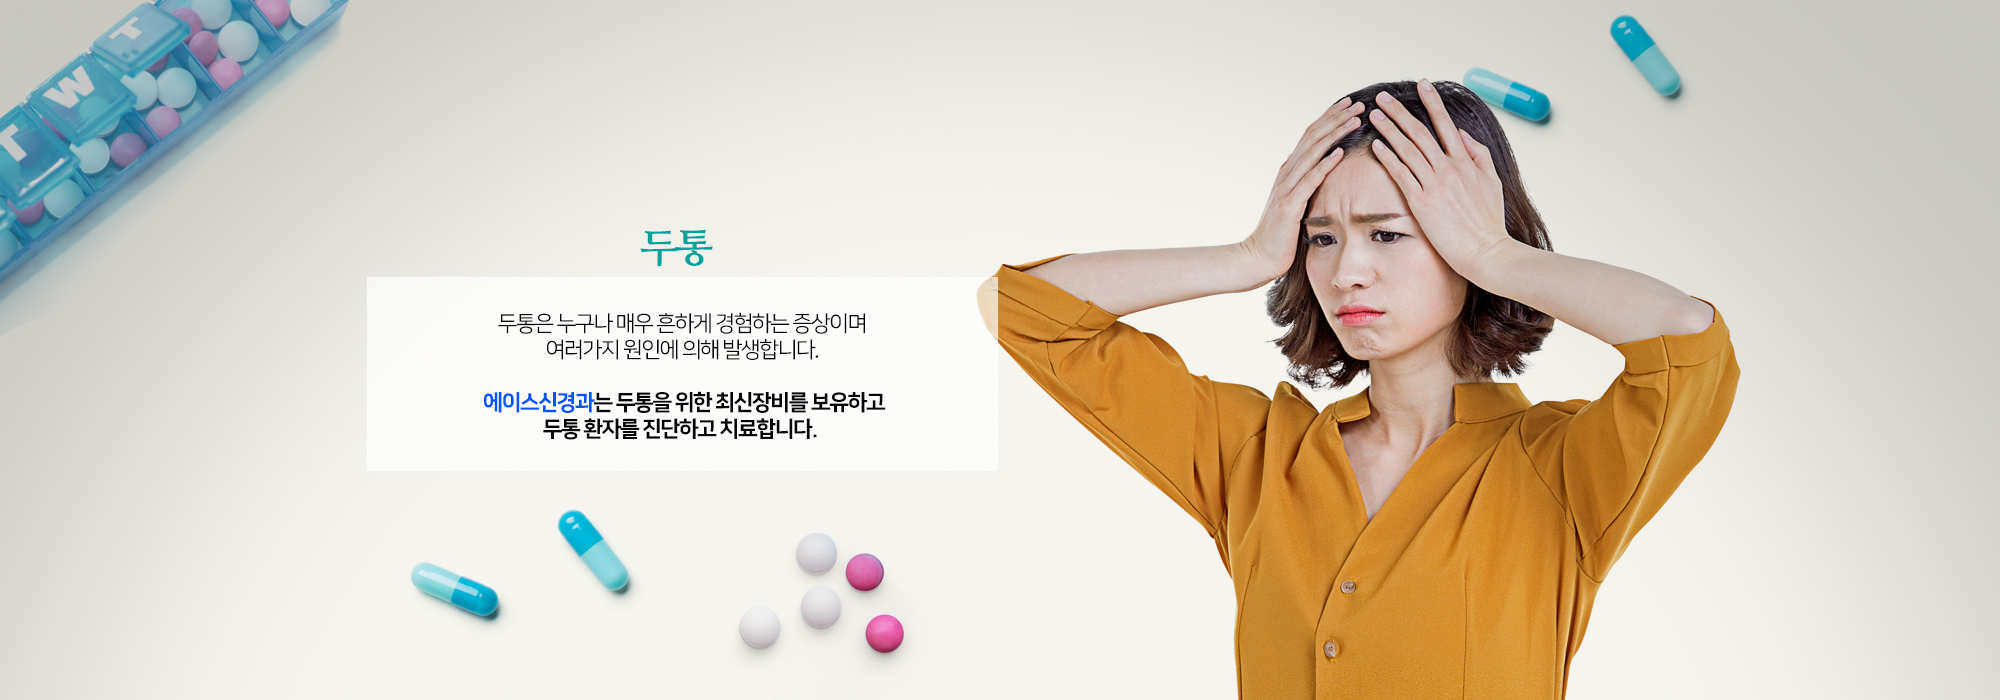 T
W
T
두통
두통은 누구나 매우 흔하게 경험하는 증상이며
여러가지 원인에 의해 발생합니다.
에이스신경과는 두통을 위한 최신장비를 보유하고
두통 환자를 진단하고 치료합니다.